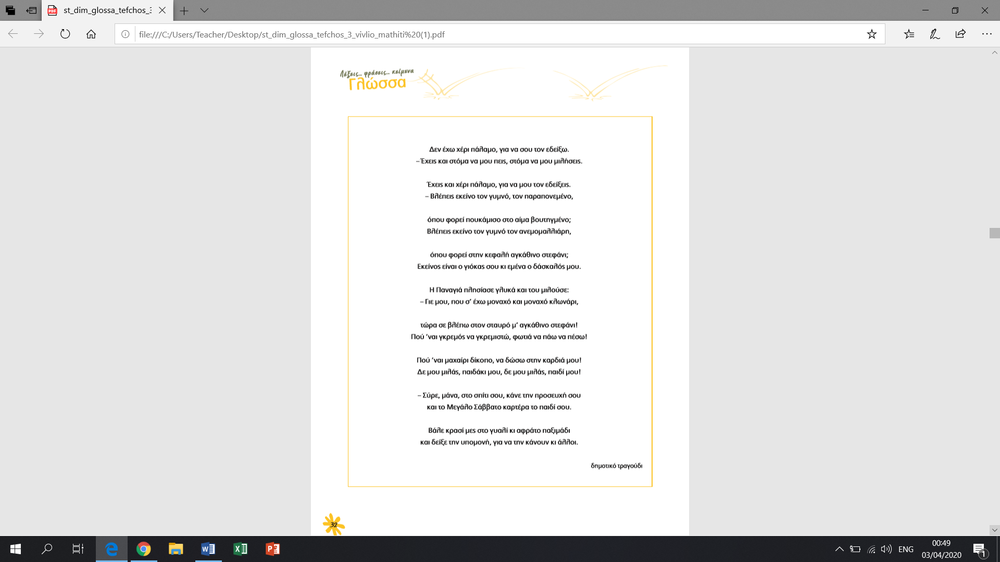 st_dim_glossa_tefchos_3
file:///C:/Users/Teacher/Desktop/st_dim_glossa_tefchos_3_vivlio_mathiti%20(1).pdf
Λέξεις... φράσεις... κείμενα
Γλώσσα
Δεν έχω χέρι πάλαμο, για να σου τον εδείξω.
– Έχεις και στόμα να μου πεις, στόμα να μου μιλήσεις.
Έχεις και χέρι πάλαμο, για να μου τον εδείξεις.
– Βλέπεις εκείνο τον γυμνό, τον παραπονεμένο,
όπου φορεί πουκάμισο στο αίμα βουτηγμένο;
Βλέπεις εκείνο τον γυμνό τον ανεμομαλλιάρη,
όπου φορεί στην κεφαλή αγκάθινο στεφάνι;
Εκείνος είναι ο γιόκας σου κι εμένα ο δάσκαλός μου.
Η Παναγιά πλησίασε γλυκά και του μιλούσε:
– Γιε μου, που σ’ έχω μοναχό και μοναχό κλωνάρι,
τώρα σε βλέπω στον σταυρό μ’ αγκάθινο στεφάνι!
Πού ’ναι γκρεμός να γκρεμιστώ, φωτιά να πάω να πέσω!
Πού ’ναι μαχαίρι δίκοπο, να δώσω στην καρδιά μου!
Δε μου μιλάς, παιδάκι μου, δε μου μιλάς, παιδί μου!
– Σύρε, μάνα, στο σπίτι σου, κάνε την προσευχή σου
και το Μεγάλο Σάββατο καρτέρα το παιδί σου.
Βάλε κρασί μες στο γυαλί κι αφράτο παξιμάδι
και δείξε την υπομονή, για να την κάνουν κι άλλοι.
δημοτικό τραγούδι
32
ENG
00:49
03/04/2020
1